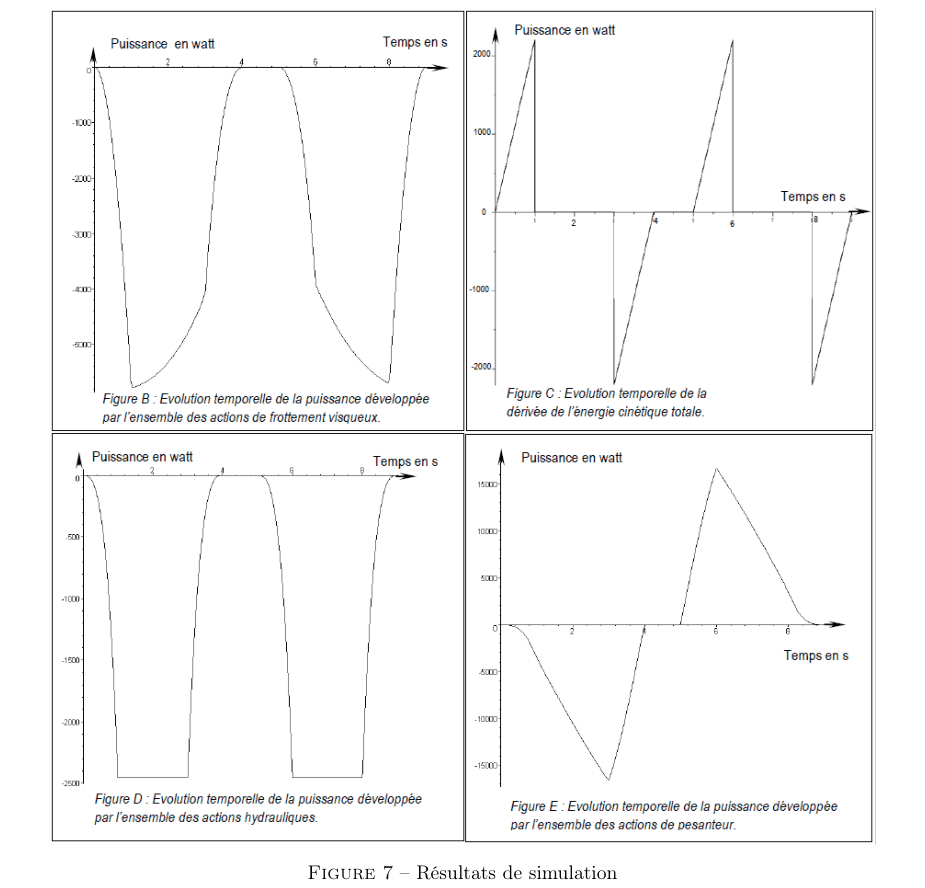 Puissance en watt
Temps en s
0
2
4
6
8
-1000
-2000
-3000
-4000
-5000
Figure B : Evolution temporelle de la puissance développée
par l'ensemble des actions de frottement visqueux.
Puissance en watt
2000
1000
Temps en s
0
1
2
3
4
6
8
-1000
-2000
Figure C : Evolution temporelle de la
dérivée de l'énergie cinétique totale.
Puissance en watt
Temps en s
0
2
4
6
8
-500
-1000
-1500
-2000
-2500
Figure D : Evolution temporelle de la puissance développée
par l'ensemble des actions hydrauliques.
Puissance en watt
15000
10000
5000
0
2
4
6
8
Temps en s
-5000
-10000
-15000
Figure E : Evolution temporelle de la puissance développée
par l'ensemble des actions de pesanteur.
FIGURE 7 – Résultats de simulation